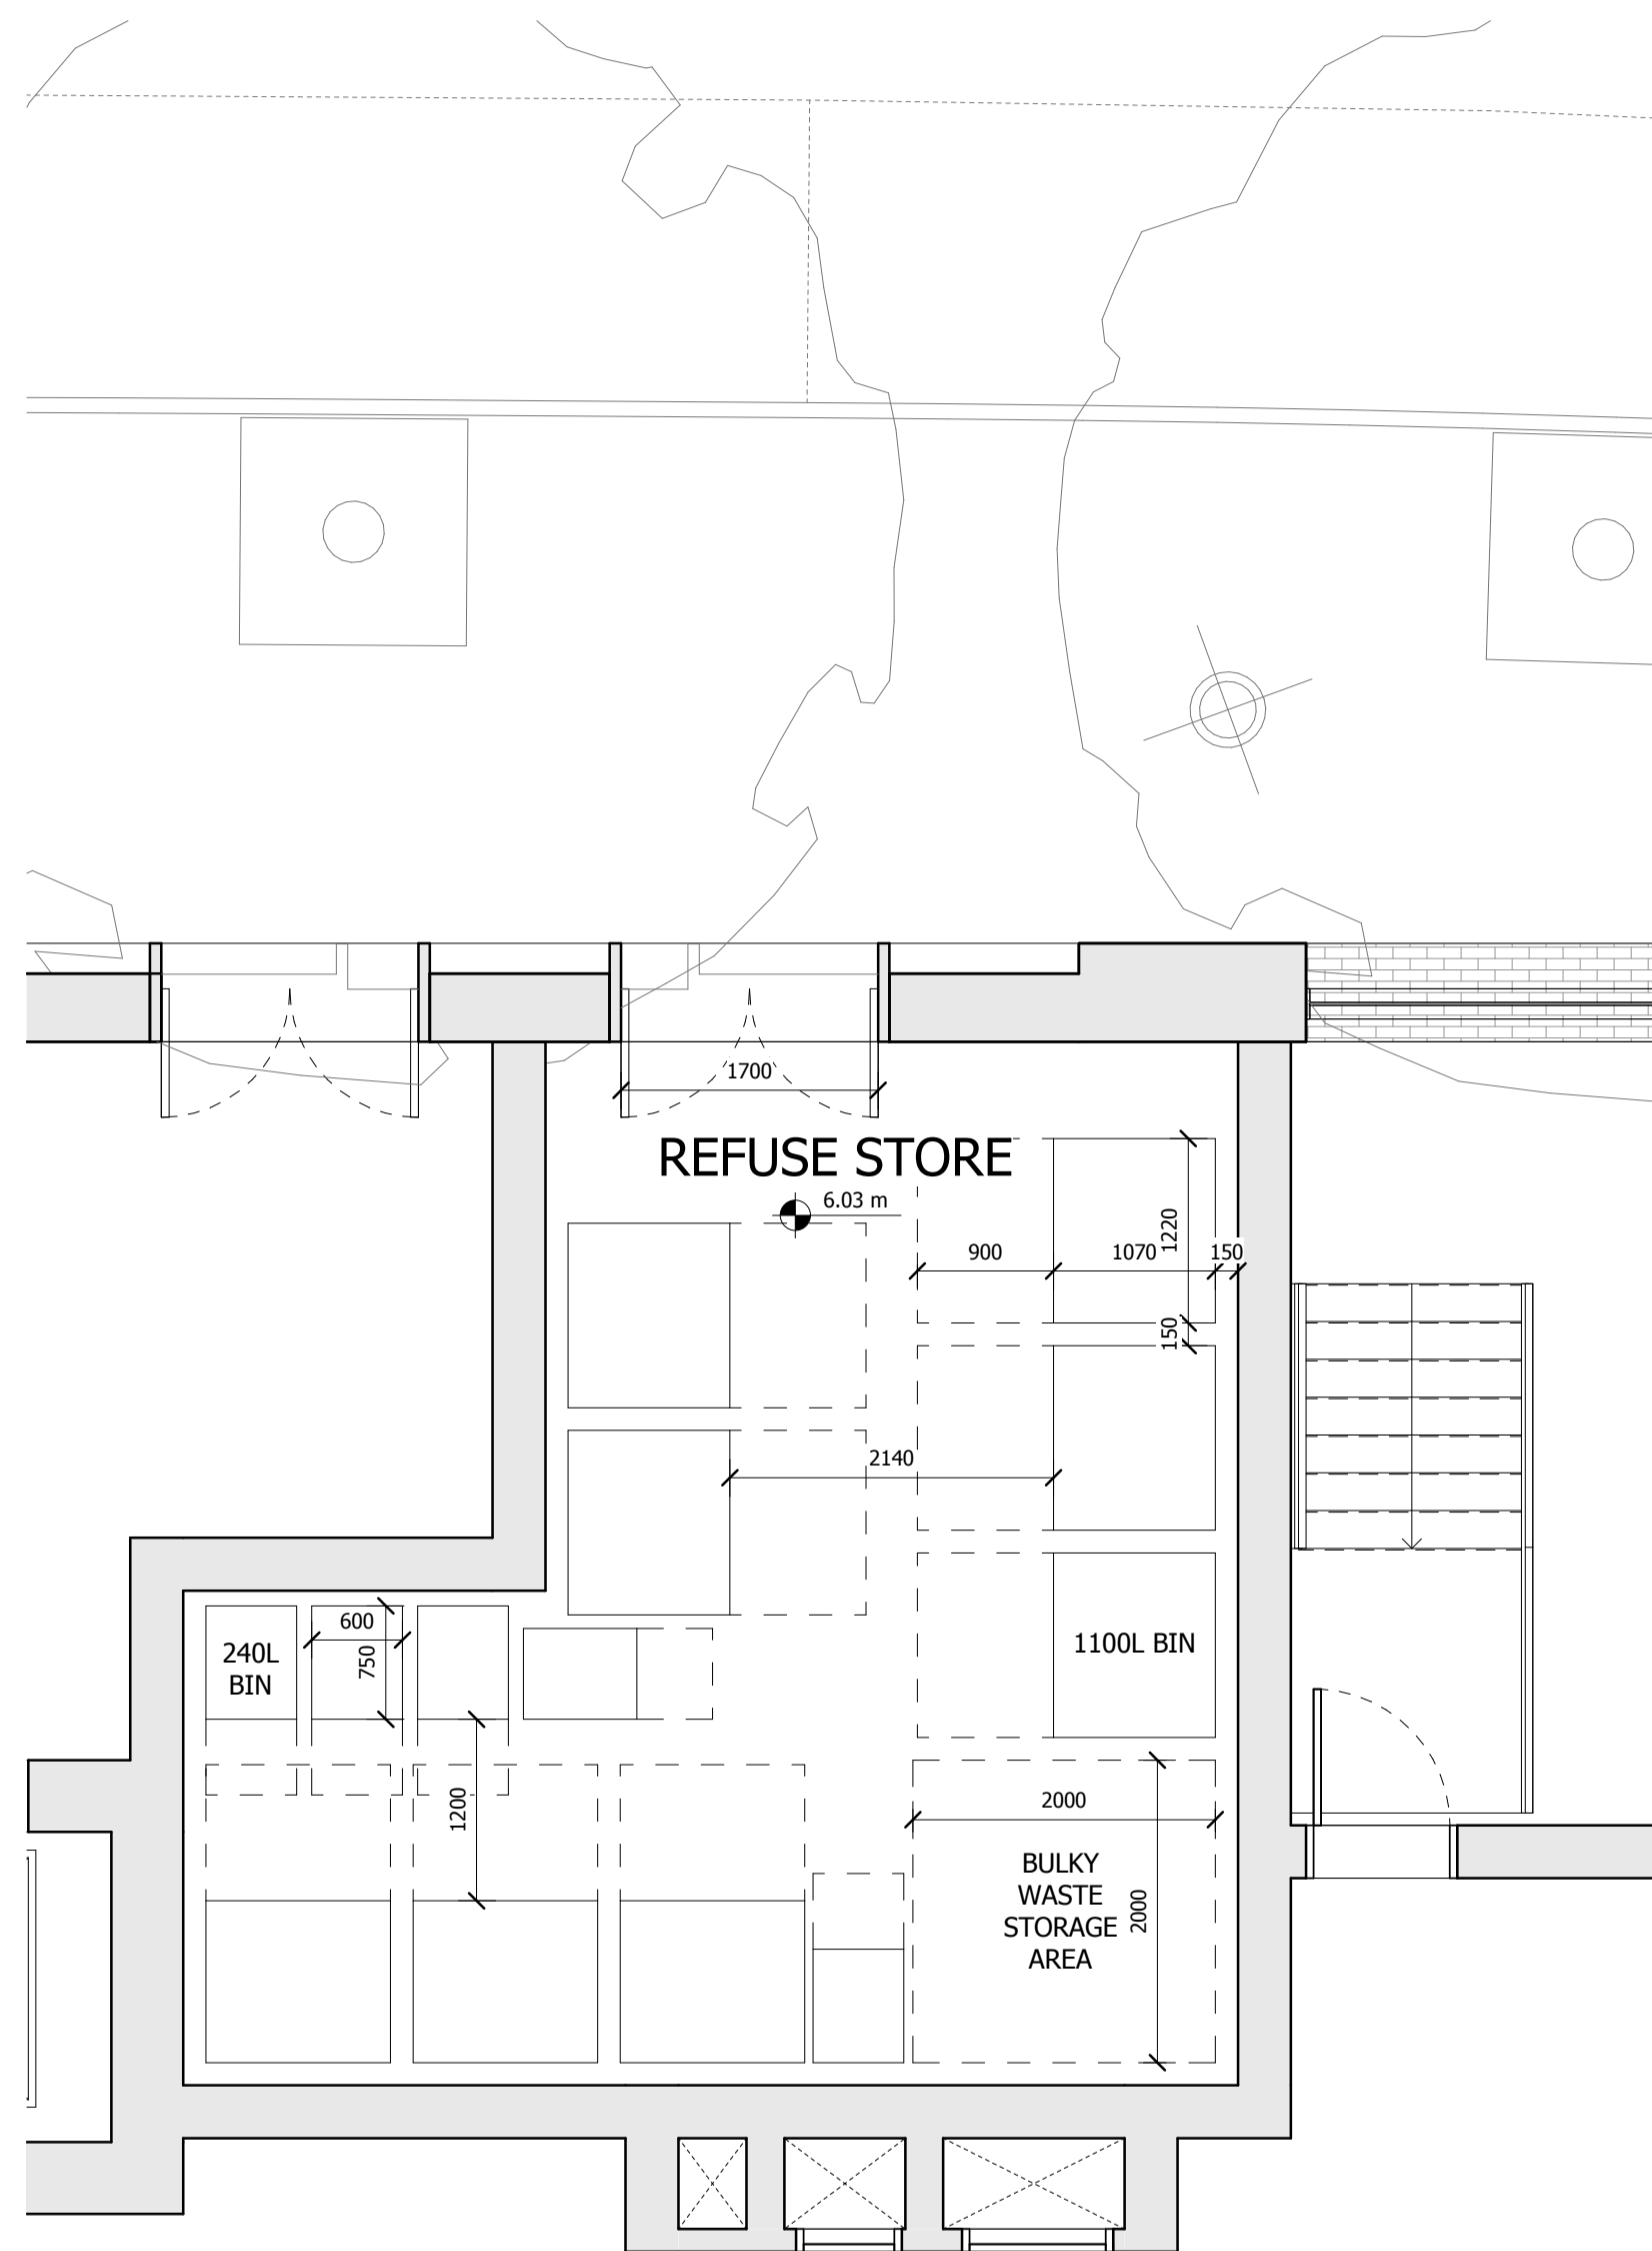 1700
REFUSE STORE
6.03 m
1220
900
1070
150
150
2140
600
240L
BIN
750
1100L BIN
1200
2000
BULKY
WASTE
STORAGE
AREA
2000